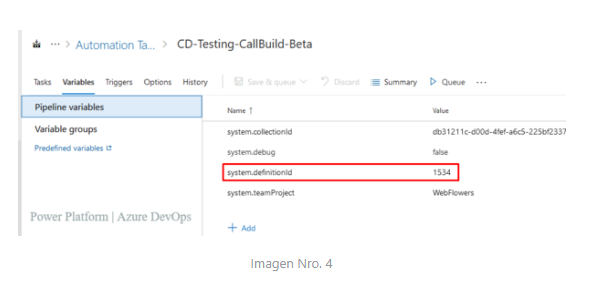 ··· > Automation Ta... > CD-Testing-CallBuild-Beta
Tasks Variables Triggers Options History Save & queue Discard Summary Queue ···
Pipeline variables
Variable groups
Predefined variables
Name ↑ Value
system.collectionId db31211c-d00d-4fef-a6c5-225bf2337
system.debug false
system.definitionId 1534
system.teamProject WebFlowers
+ Add
Power Platform | Azure DevOps
Imagen Nro. 4